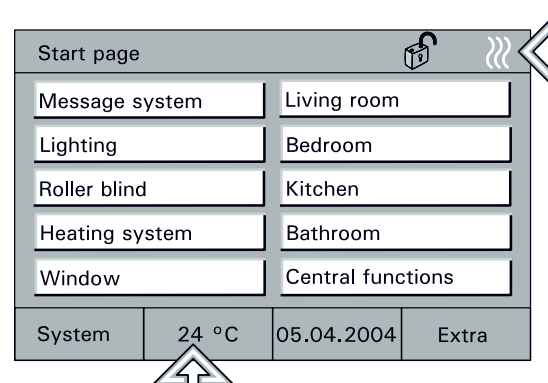 Start page
Message system
Living room
Lighting
Bedroom
Roller blind
Kitchen
Heating system
Bathroom
Window
Central functions
System
24 °C
05.04.2004
Extra